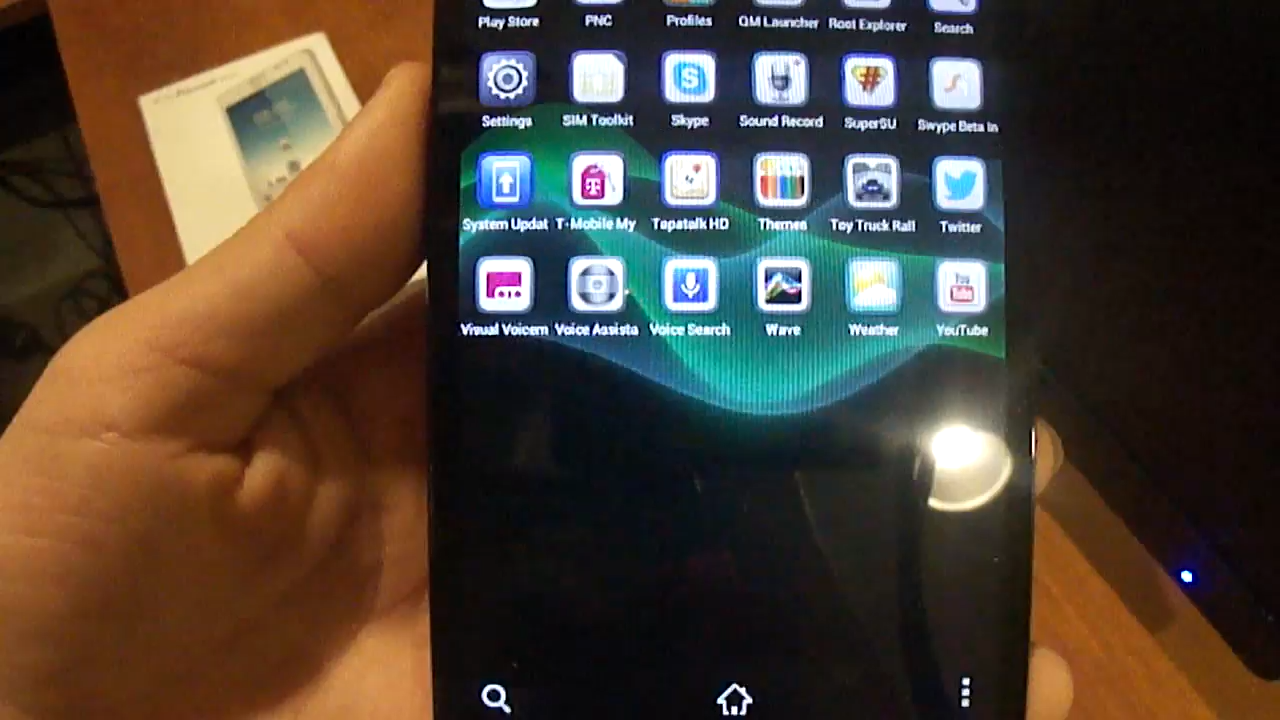 Play Store PNC Profiles QM Launcher Root Explorer Search
Settings SIM Toolkit Skype Sound Record SuperSU Swype Beta In
System Updat T-Mobile My Tapatalk HD Themes Toy Truck Rall Twitter
You
Tube
Visual Voicem Voice Assista Voice Search Wave Weather YouTube